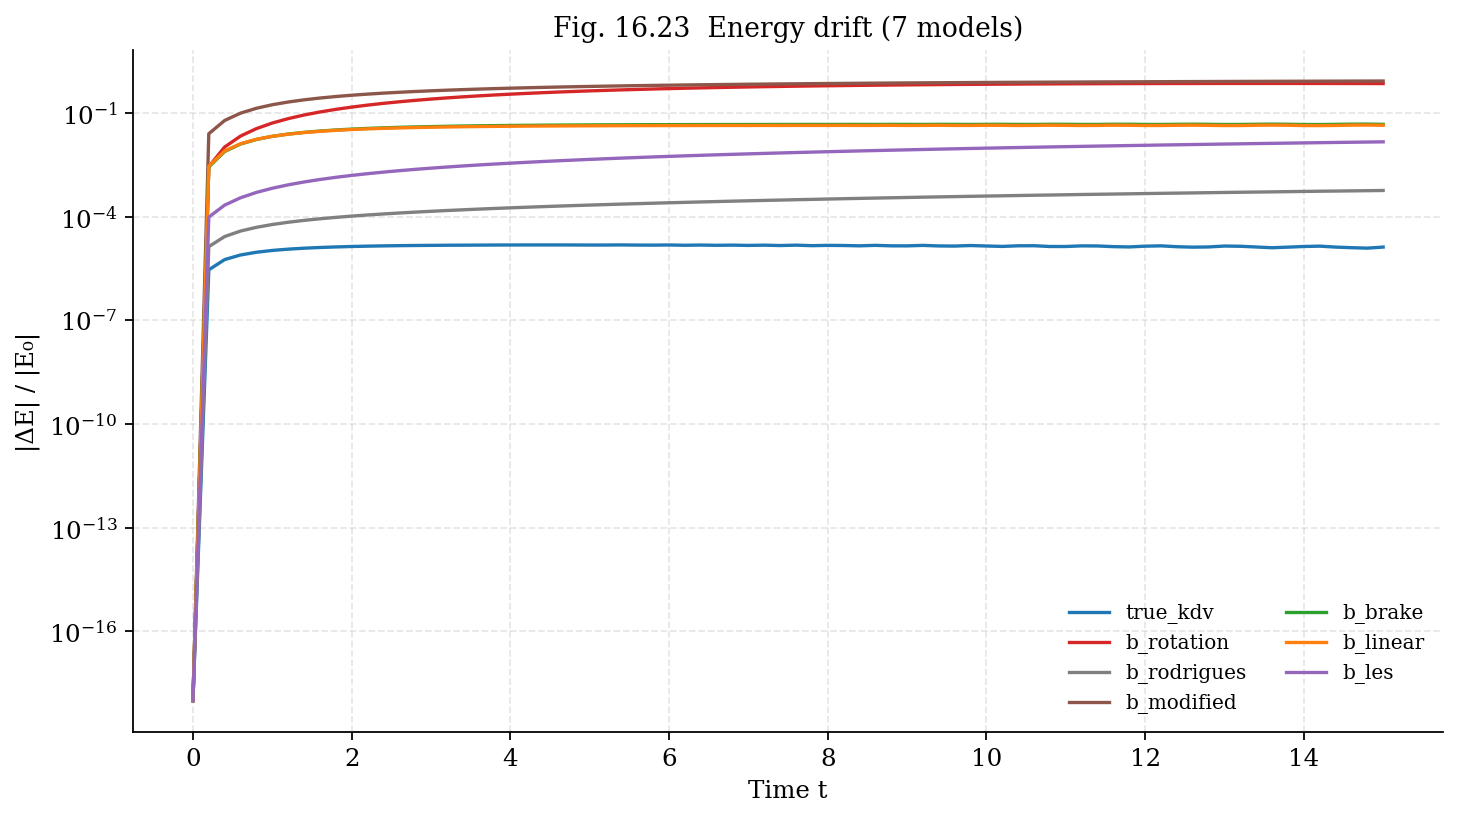 Fig. 16.23  Energy drift (7 models)
|ΔE| / |E₀|
10⁻¹
10⁻⁴
10⁻⁷
10⁻¹⁰
10⁻¹³
10⁻¹⁶
true_kdv
b_rotation
b_rodrigues
b_modified
b_brake
b_linear
b_les
0 2 4 6 8 10 12 14
Time t